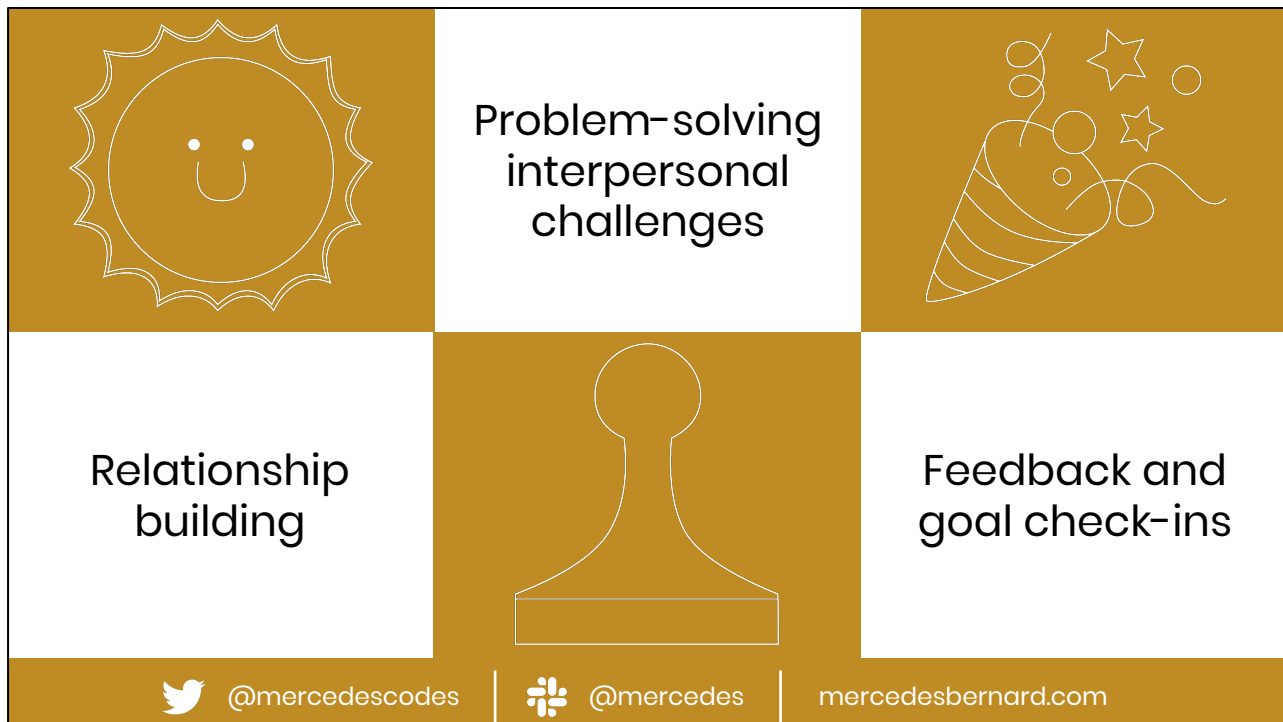 Problem-solving
interpersonal
challenges
Relationship
building
Feedback and
goal check-ins
@mercedescodes
@mercedes
mercedesbernard.com